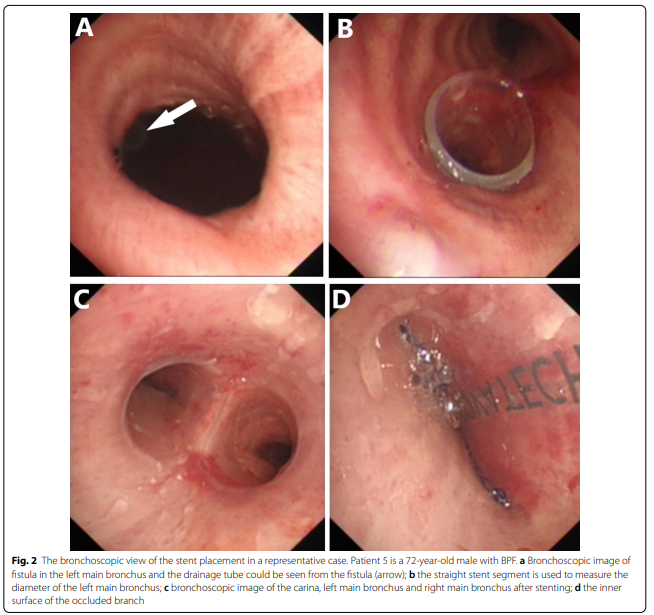 A
B
C
D
TECH
Fig. 2 The bronchoscopic view of the stent placement in a representative case. Patient 5 is a 72-year-old male with BPF. a Bronchoscopic image of
fistula in the left main bronchus and the drainage tube could be seen from the fistula (arrow); b the straight stent segment is used to measure the
diameter of the left main bronchus; c bronchoscopic image of the carina, left main bronchus and right main bronchus after stenting; d the inner
surface of the occluded branch